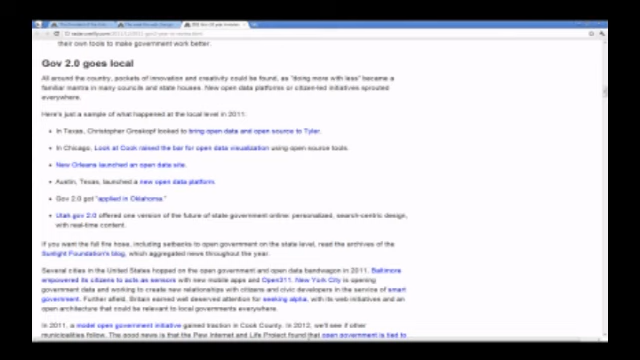 their own tools to make government work better.
Gov 2.0 goes local
All around the country, pockets of innovation and creativity could be found, as "doing more with less" became a
familiar mantra in many councils and state houses. New open data platforms or citizen-led initiatives sprouted
everywhere.
Here's just a sample of what happened at the local level in 2011:
In Texas, Christopher Groskopf looked to bring open data and open source to Tyler.
In Chicago, Look at Cook raised the bar for open data visualization using open source tools.
New Orleans launched an open data site.
Austin, Texas, launched a new open data platform.
Gov 2.0 got "applied in Oklahoma."
Utah.gov 2.0 offered one version of the future of state government online: personalized, search-centric design,
with real-time content.
If you want the full fire hose, including setbacks to open government on the state level, read the archives of the
Sunlight Foundation's blog, which aggregated news throughout the year.
Several cities in the United States hopped on the open government and open data bandwagon in 2011. Baltimore
empowered its citizens to act as sensors with new mobile apps and Open311. New York City is opening
government data and working to create new relationships with citizens and civic developers in the service of smart
government. Further afield, Britain earned well deserved attention for seeking alpha, with its web initiatives and an
open architecture that could be relevant to local governments everywhere.
In 2011, a model open government initiative gained traction in Cook County. In 2012, we'll see if other
municipalities follow. The good news is that the Pew Internet and Life Project found that open government is tied to